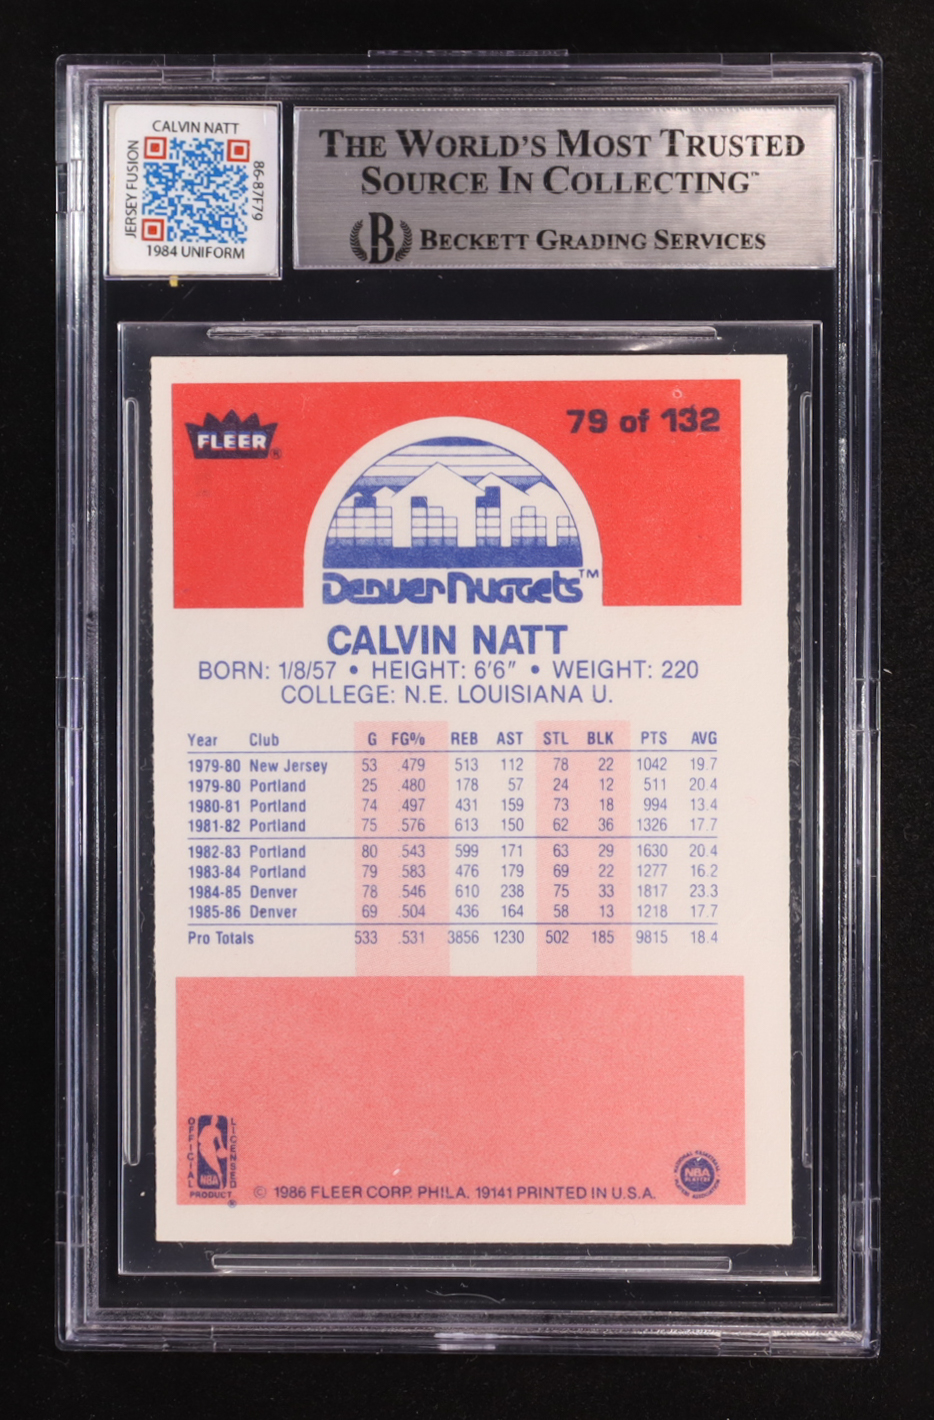 CALVIN NATT
JERSEY FUSION
86-87F79
1984 UNIFORM
THE WORLD'S MOST TRUSTED
SOURCE IN COLLECTING™
B BECKETT GRADING SERVICES
FLEER®
79 of 132
Denver Nuggets™
CALVIN NATT
BORN: 1/8/57 • HEIGHT: 6'6" • WEIGHT: 220
COLLEGE: N.E. LOUISIANA U.
Year Club G FG% REB AST STL BLK PTS AVG
1979-80 New Jersey 53 .479 513 112 78 22 1042 19.7
1979-80 Portland 25 .480 178 57 24 12 511 20.4
1980-81 Portland 74 .497 431 159 73 18 994 13.4
1981-82 Portland 75 .576 613 150 62 36 1326 17.7
1982-83 Portland 80 .543 599 171 63 29 1630 20.4
1983-84 Portland 79 .583 476 179 69 22 1277 16.2
1984-85 Denver 78 .546 610 238 75 33 1817 23.3
1985-86 Denver 69 .504 436 164 58 13 1218 17.7
Pro Totals 533 .531 3856 1230 502 185 9815 18.4
OFFICIAL
LICENSED
NBA
PRODUCT ®
© 1986 FLEER CORP. PHILA. 19141 PRINTED IN U.S.A.
NATIONAL BASKETBALL
NBA
PLAYERS